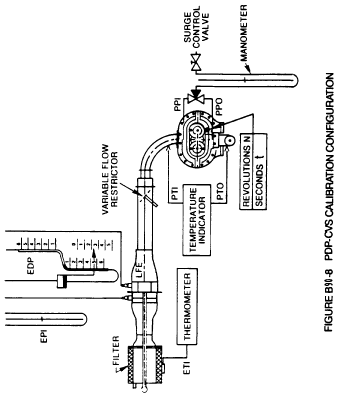 SURGE
CONTROL
VALVE
MANOMETER
PPI
PPO
VARIABLE FLOW
RESTRICTOR
PTI
PTO
REVOLUTIONS N
SECONDS t
TEMPERATURE
INDICATOR
EDP
LFE
EPI
FILTER
THERMOMETER
ETI
FIGURE B91-8 PDP-CVS CALIBRATION CONFIGURATION